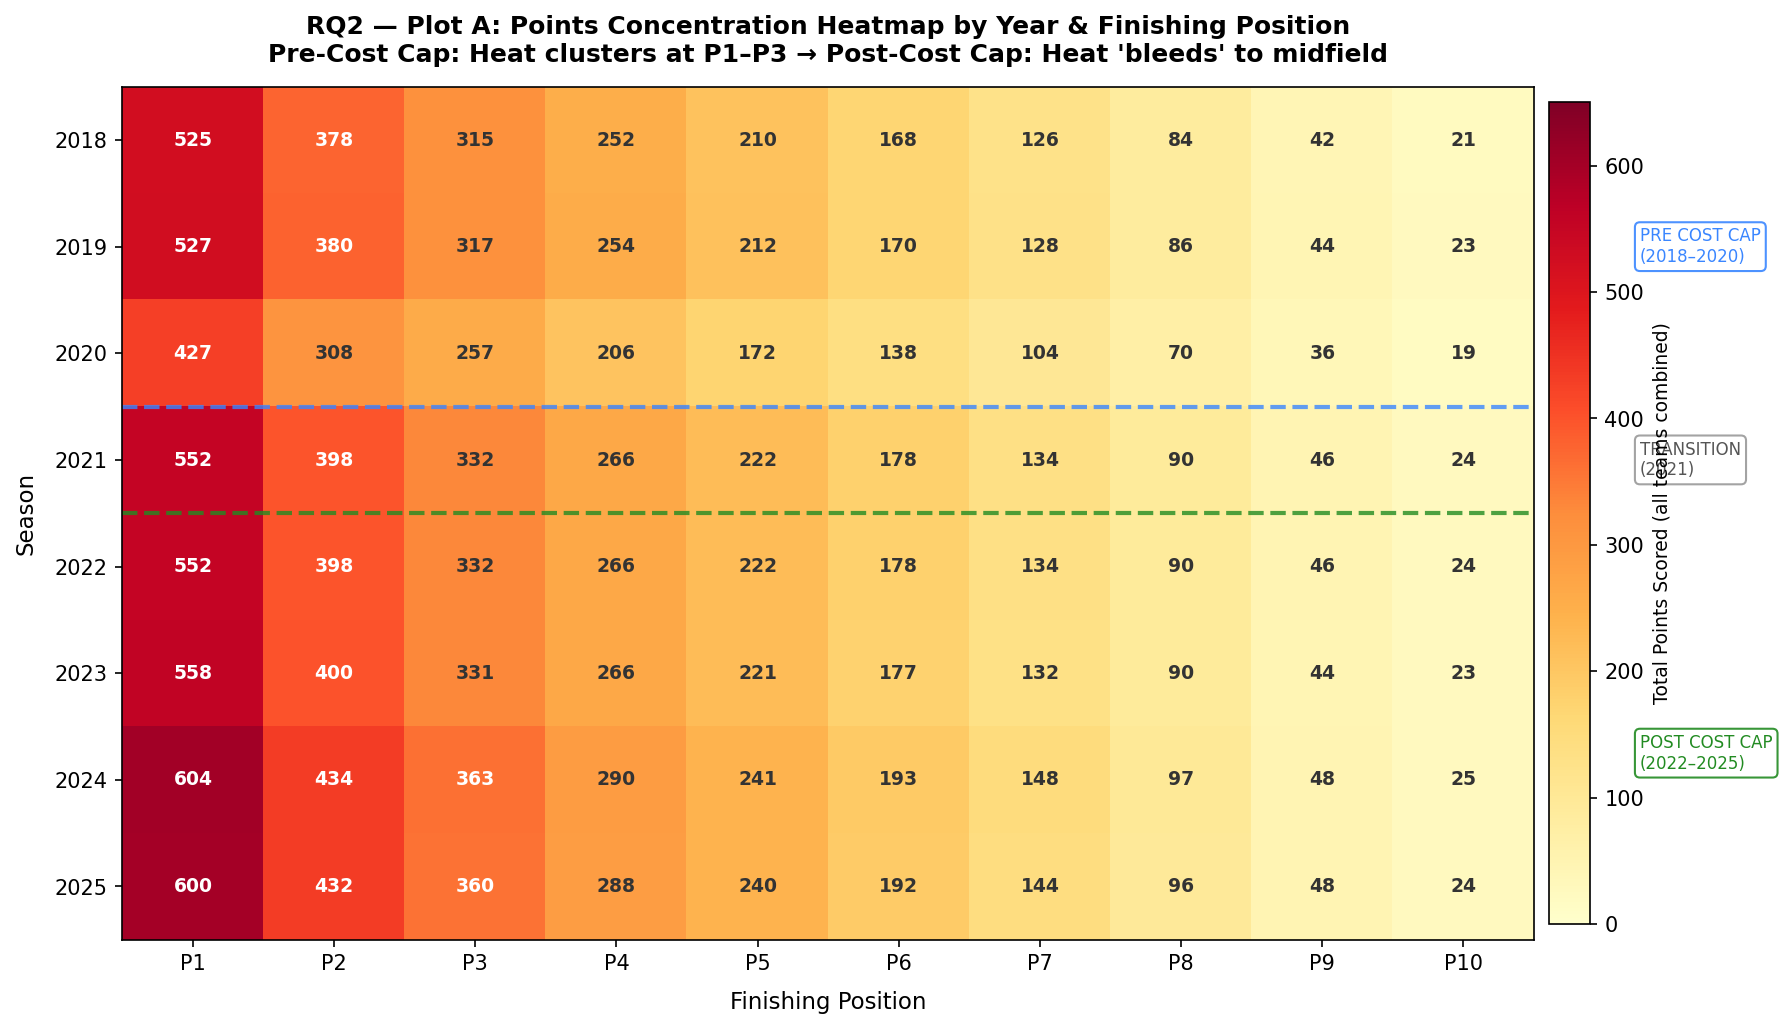 RQ2 — Plot A: Points Concentration Heatmap by Year & Finishing Position
Pre-Cost Cap: Heat clusters at P1–P3 → Post-Cost Cap: Heat 'bleeds' to midfield
Season
2018 525 378 315 252 210 168 126 84 42 21
2019 527 380 317 254 212 170 128 86 44 23
2020 427 308 257 206 172 138 104 70 36 19
2021 552 398 332 266 222 178 134 90 46 24
2022 552 398 332 266 222 178 134 90 46 24
2023 558 400 331 266 221 177 132 90 44 23
2024 604 434 363 290 241 193 148 97 48 25
2025 600 432 360 288 240 192 144 96 48 24
P1 P2 P3 P4 P5 P6 P7 P8 P9 P10
Finishing Position
600
500
400
300
200
100
0
Total Points Scored (all teams combined)
PRE COST CAP
(2018–2020)
TRANSITION
(2021)
POST COST CAP
(2022–2025)